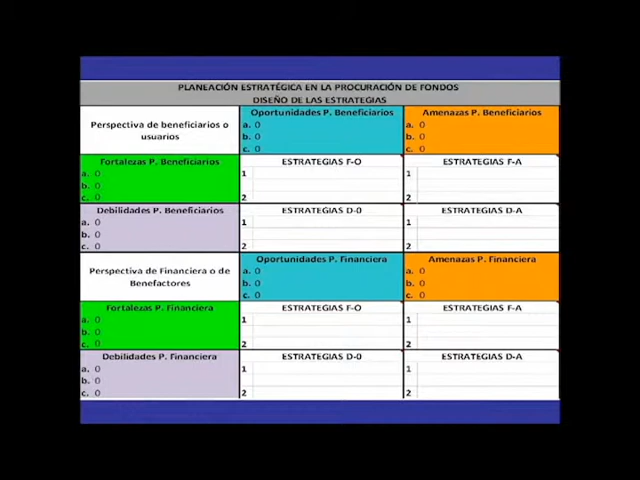 PLANEACIÓN ESTRATÉGICA EN LA PROCURACIÓN DE FONDOS
DISEÑO DE LAS ESTRATEGIAS
Perspectiva de beneficiarios o
usuarios
Oportunidades P. Beneficiarios
a. 0
b. 0
c. 0
Amenazas P. Beneficiarios
a. 0
b. 0
c. 0
Fortalezas P. Beneficiarios
a. 0
b. 0
c. 0
ESTRATEGIAS F-O
1
2
ESTRATEGIAS F-A
1
2
Debilidades P. Beneficiarios
a. 0
b. 0
c. 0
ESTRATEGIAS D-0
1
2
ESTRATEGIAS D-A
1
2
Perspectiva de Financiera o de
Benefactores
Oportunidades P. Financiera
a. 0
b. 0
c. 0
Amenazas P. Financiera
a. 0
b. 0
c. 0
Fortalezas P. Financiera
a. 0
b. 0
c. 0
ESTRATEGIAS F-O
1
2
ESTRATEGIAS F-A
1
2
Debilidades P. Financiera
a. 0
b. 0
c. 0
ESTRATEGIAS D-0
1
2
ESTRATEGIAS D-A
1
2